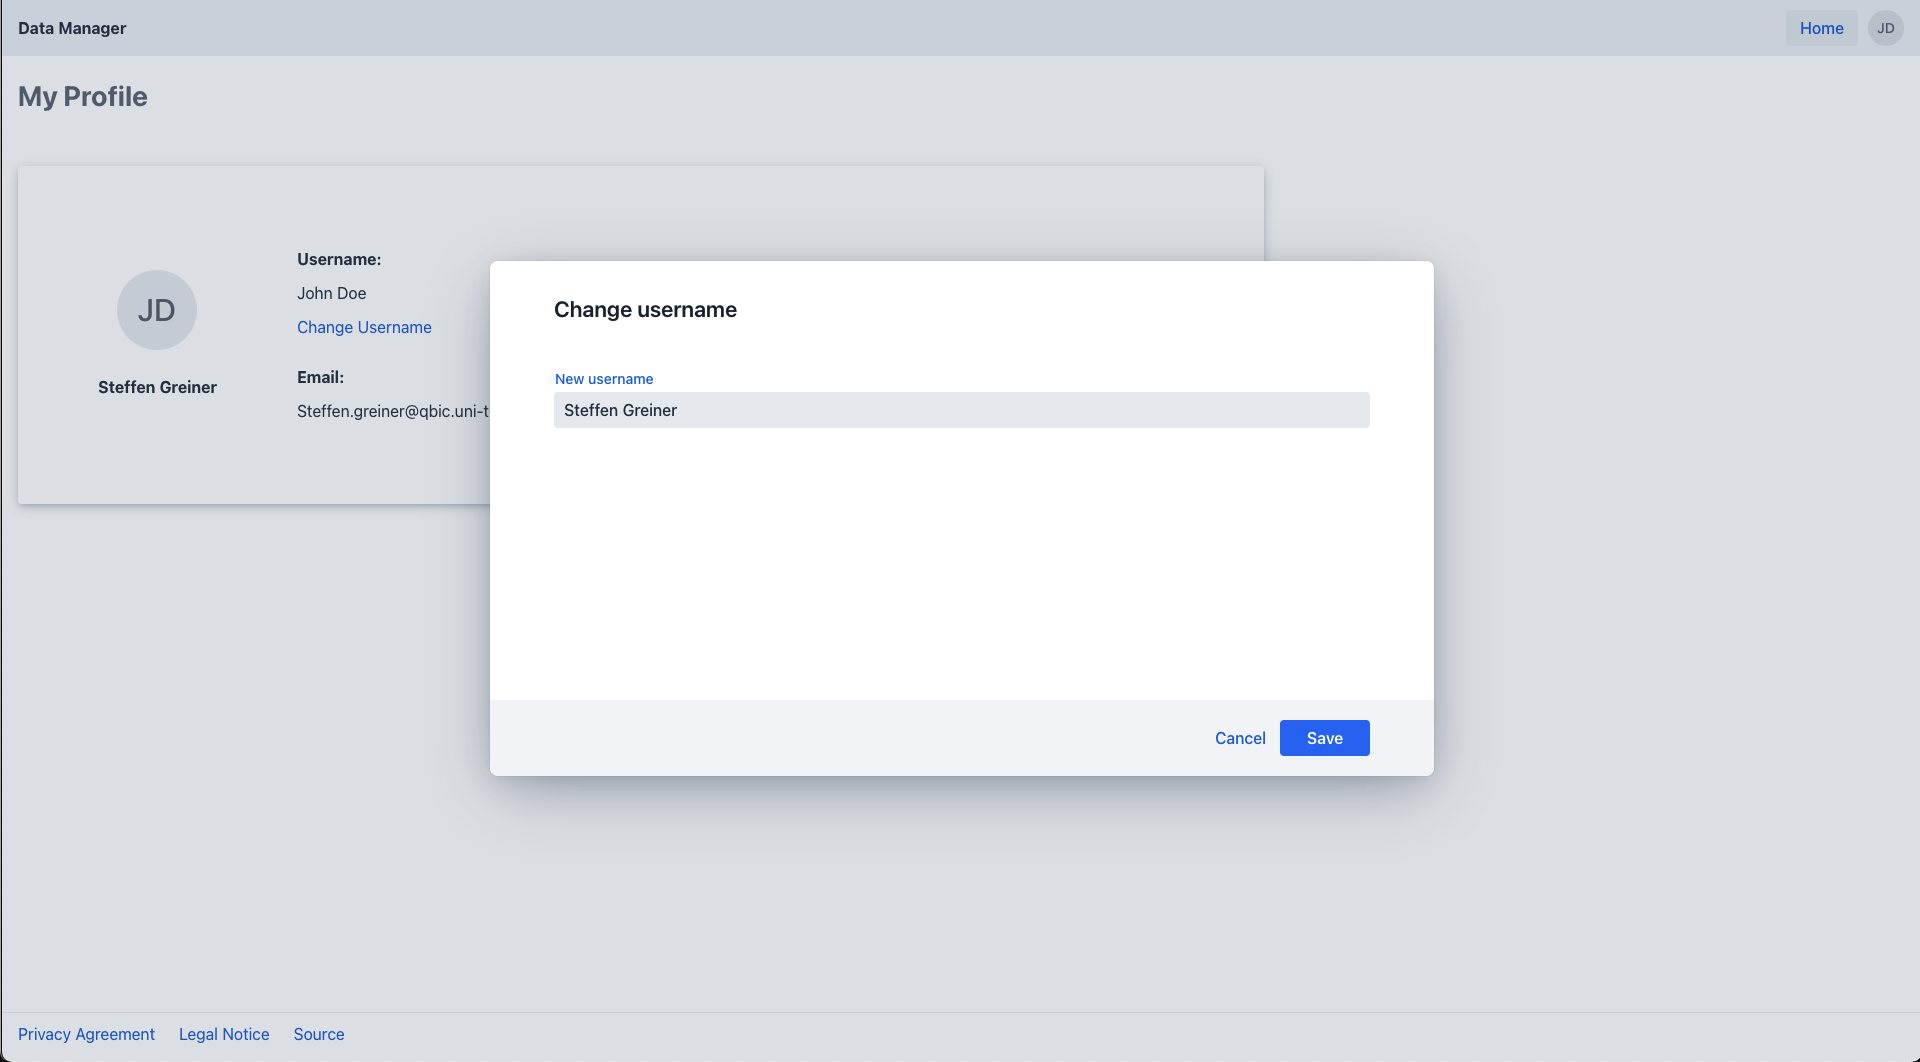 Data Manager
Home
JD
My Profile
JD
Steffen Greiner
Username:
John Doe
Change Username
Email:
Steffen.greiner@qbic.uni-t
Change username
New username
Steffen Greiner
Cancel
Save
Privacy Agreement
Legal Notice
Source